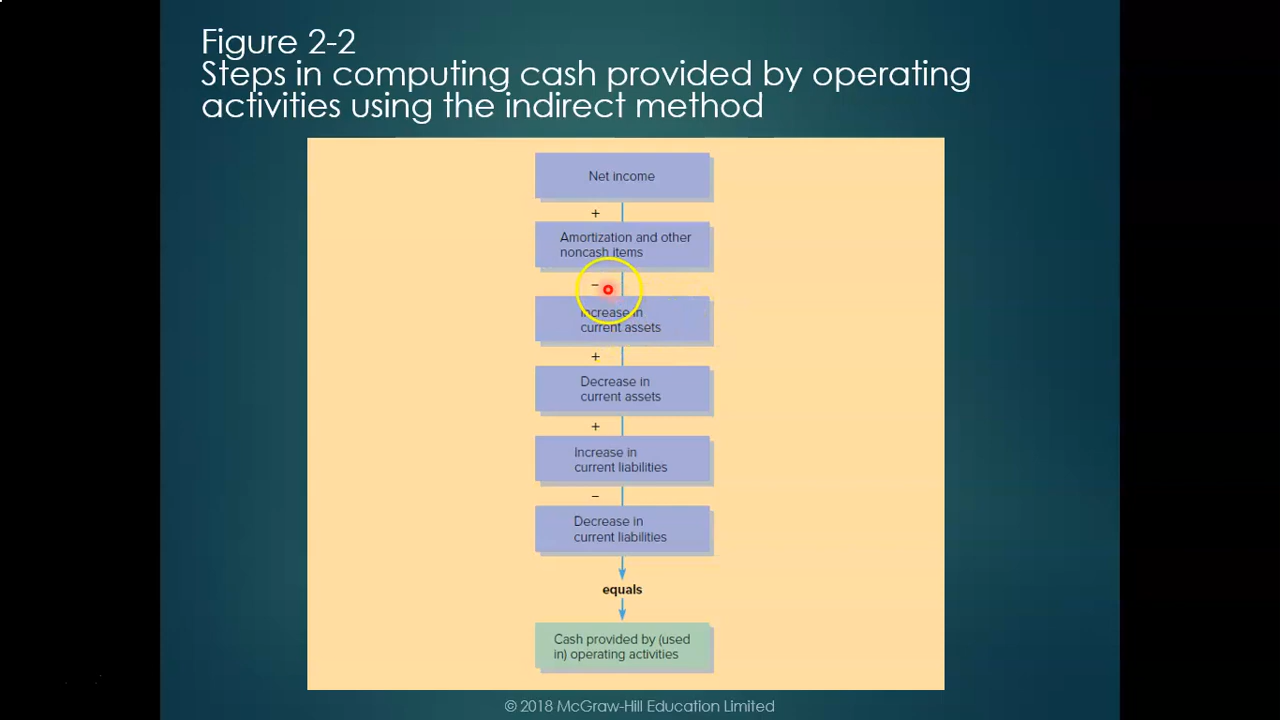 Figure 2-2
Steps in computing cash provided by operating
activities using the indirect method
Net income
+
Amortization and other
noncash items
–
Increase in
current assets
+
Decrease in
current assets
+
Increase in
current liabilities
–
Decrease in
current liabilities
equals
Cash provided by (used
in) operating activities
© 2018 McGraw-Hill Education Limited